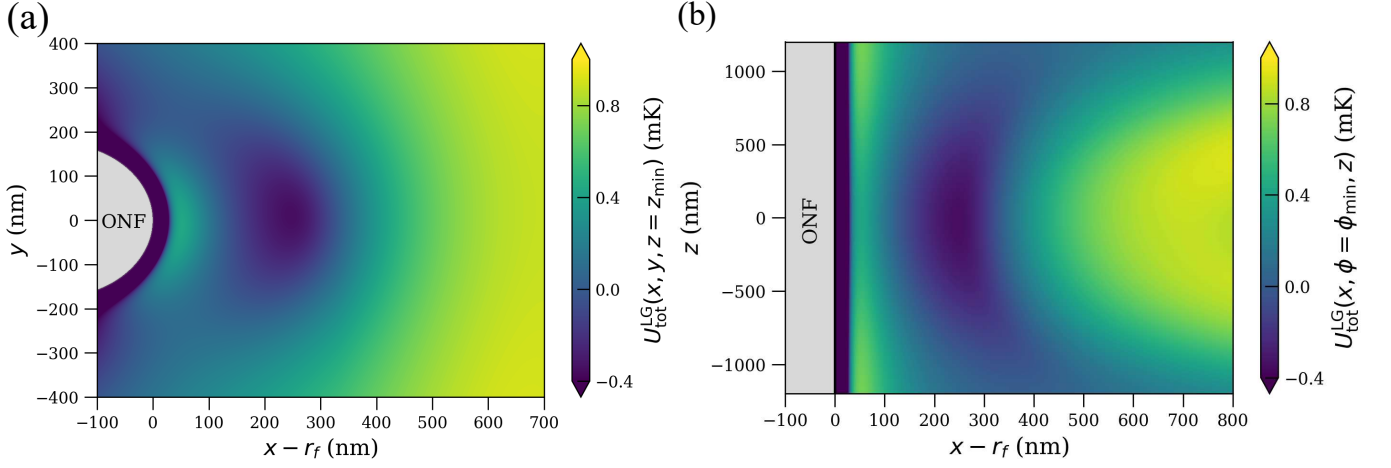 (a)
400
300
200
100
0
−100
−200
−300
−400
y (nm)
ONF
−100 0 100 200 300 400 500 600 700
x − r_f (nm)
0.8
0.4
0.0
−0.4
U_tot^LG(x, y, z = z_min) (mK)
(b)
1000
500
0
−500
−1000
z (nm)
ONF
−100 0 100 200 300 400 500 600 700 800
x − r_f (nm)
0.8
0.4
0.0
−0.4
U_tot^LG(x, ϕ = ϕ_min, z) (mK)